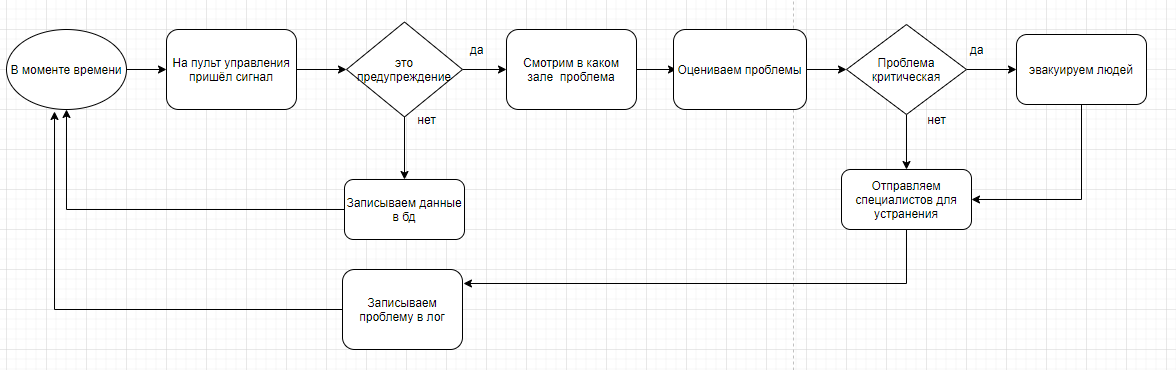 В моменте времени
На пульт управления
пришёл сигнал
это
предупреждение
да
нет
Смотрим в каком
зале проблема
Оцениваем проблемы
Проблема
критическая
да
нет
эвакуируем людей
Записываем данные
в бд
Отправляем
специалистов для
устранения
Записываем
проблему в лог